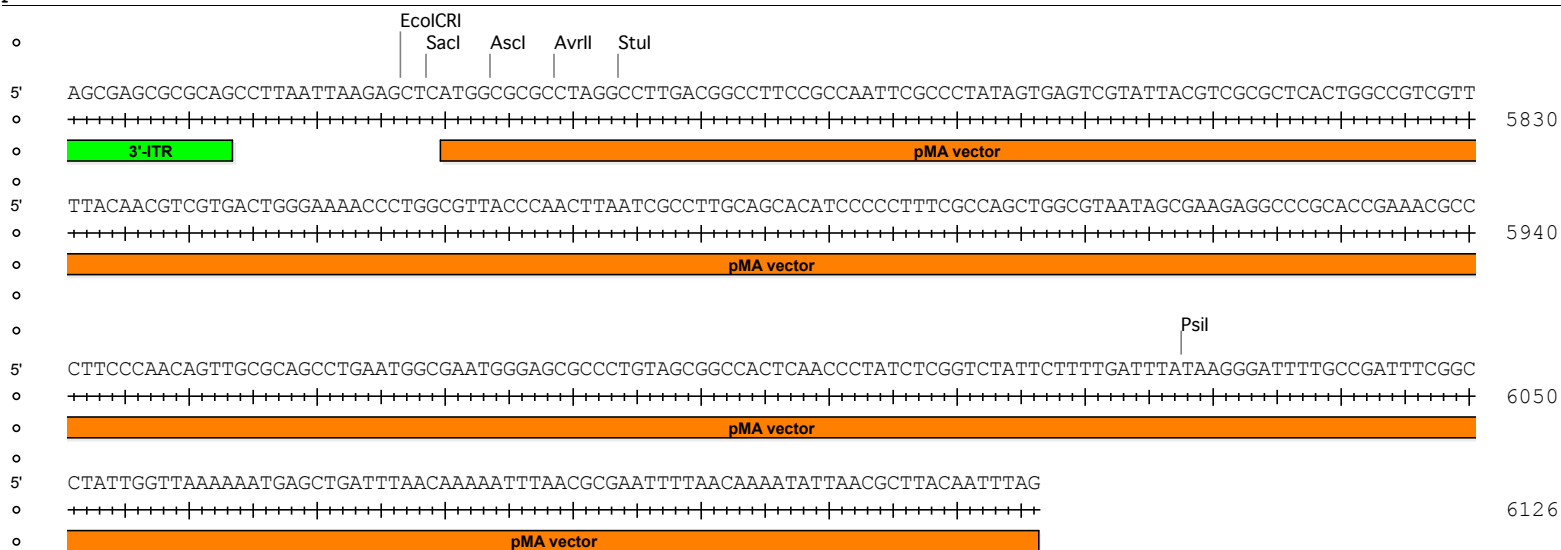 EcoICRI
SacI AscI AvrII StuI
5' AGCGAGCGCGCAGCCTTAATTAAGAGCTCATGGCGCGCCTAGGCCTTGACGGCCTTCCGCCAATTCGCCCTATAGTGAGTCGTATTACGTCGCGCTCACTGGCCGTCGTT
5830
3'-ITR pMA vector
5' TTACAACGTCGTGACTGGGAAAACCCTGGCGTTACCCAACTTAATCGCCTTGCAGCACATCCCCCTTTCGCCAGCTGGCGTAATAGCGAAGAGGCCCGCACCGAAACGCC
5940
pMA vector
PsiI
5' CTTCCCAACAGTTGCGCAGCCTGAATGGCGAATGGGAGCGCCCTGTAGCGGCCACTCAACCCTATCTCGGTCTATTCTTTTGATTTATAAGGGATTTTGCCGATTTCGGC
6050
pMA vector
5' CTATTGGTTAAAAAATGAGCTGATTTAACAAAAATTTAACGCGAATTTTAACAAAATATTAACGCTTACAATTTAG
6126
pMA vector